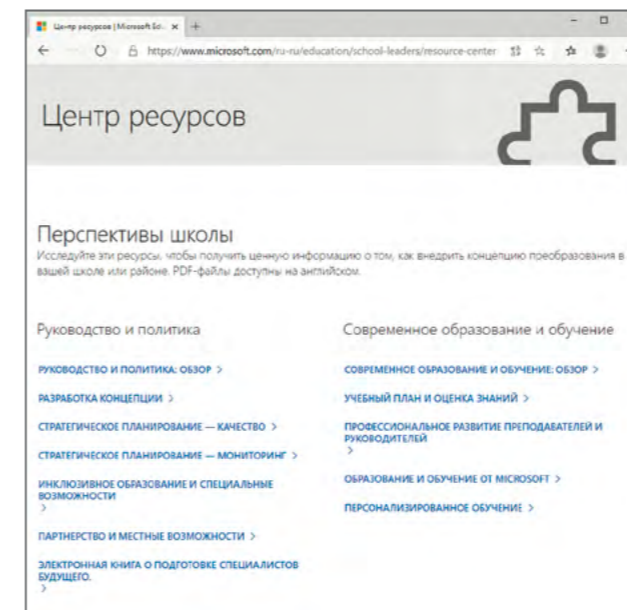 Центр ресурсов | Microsoft Ed
https://www.microsoft.com/ru-ru/education/school-leaders/resource-center
Центр ресурсов
Перспективы школы
Исследуйте эти ресурсы, чтобы получить ценную информацию о том, как внедрить концепцию преобразования в
вашей школе или районе. PDF-файлы доступны на английском.
Руководство и политика
РУКОВОДСТВО И ПОЛИТИКА: ОБЗОР >
РАЗРАБОТКА КОНЦЕПЦИИ >
СТРАТЕГИЧЕСКОЕ ПЛАНИРОВАНИЕ — КАЧЕСТВО >
СТРАТЕГИЧЕСКОЕ ПЛАНИРОВАНИЕ — МОНИТОРИНГ >
ИНКЛЮЗИВНОЕ ОБРАЗОВАНИЕ И СПЕЦИАЛЬНЫЕ
ВОЗМОЖНОСТИ
>
ПАРТНЕРСТВО И МЕСТНЫЕ ВОЗМОЖНОСТИ >
ЭЛЕКТРОННАЯ КНИГА О ПОДГОТОВКЕ СПЕЦИАЛИСТОВ
БУДУЩЕГО.
>
Современное образование и обучение
СОВРЕМЕННОЕ ОБРАЗОВАНИЕ И ОБУЧЕНИЕ: ОБЗОР >
УЧЕБНЫЙ ПЛАН И ОЦЕНКА ЗНАНИЙ >
ПРОФЕССИОНАЛЬНОЕ РАЗВИТИЕ ПРЕПОДАВАТЕЛЕЙ И
РУКОВОДИТЕЛЕЙ
>
ОБРАЗОВАНИЕ И ОБУЧЕНИЕ ОТ MICROSOFT >
ПЕРСОНАЛИЗИРОВАННОЕ ОБУЧЕНИЕ >